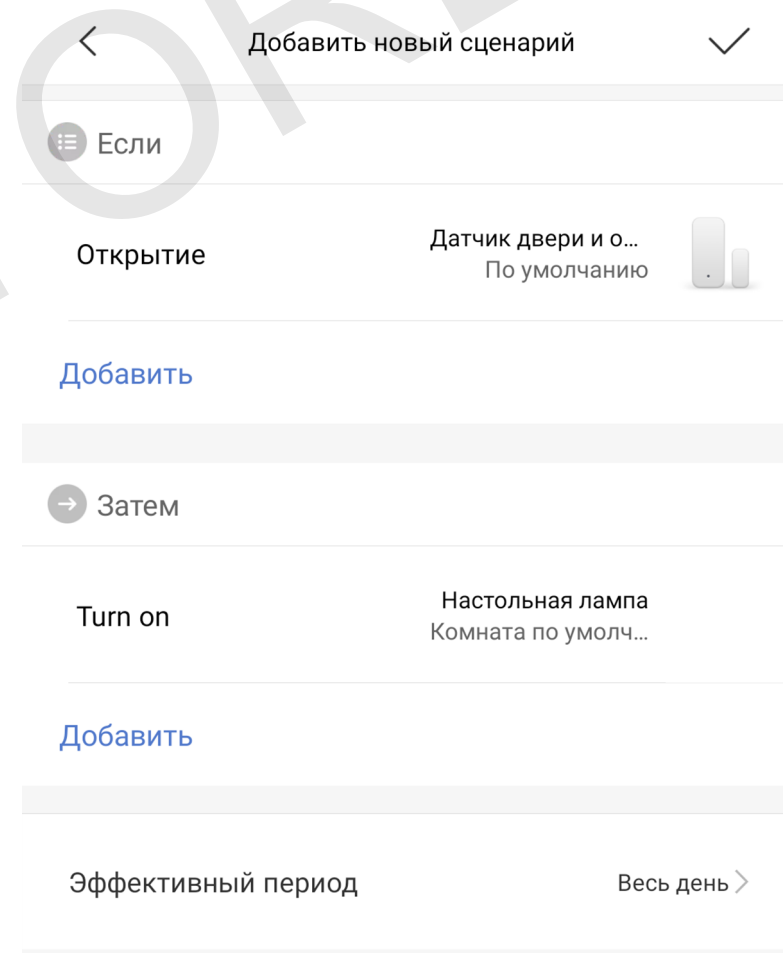 Добавить новый сценарий
Если
Открытие
Датчик двери и о...
По умолчанию
Добавить
Затем
Turn on
Настольная лампа
Комната по умолч...
Добавить
Эффективный период
Весь день